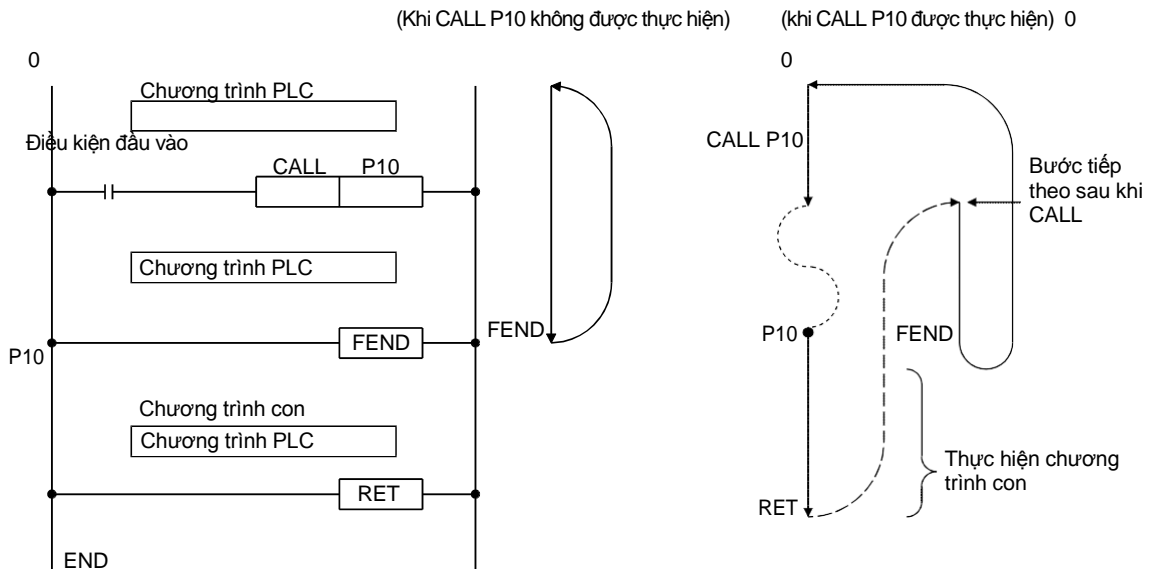 (Khi CALL P10 không được thực hiện)
(khi CALL P10 được thực hiện) 0
0
0
Chương trình PLC
Điều kiện đầu vào
CALL P10
CALL P10
Bước tiếp
theo sau khi
CALL
Chương trình PLC
FEND
FEND
P10
FEND
P10
Chương trình con
Chương trình PLC
Thực hiện chương
trình con
RET
RET
END